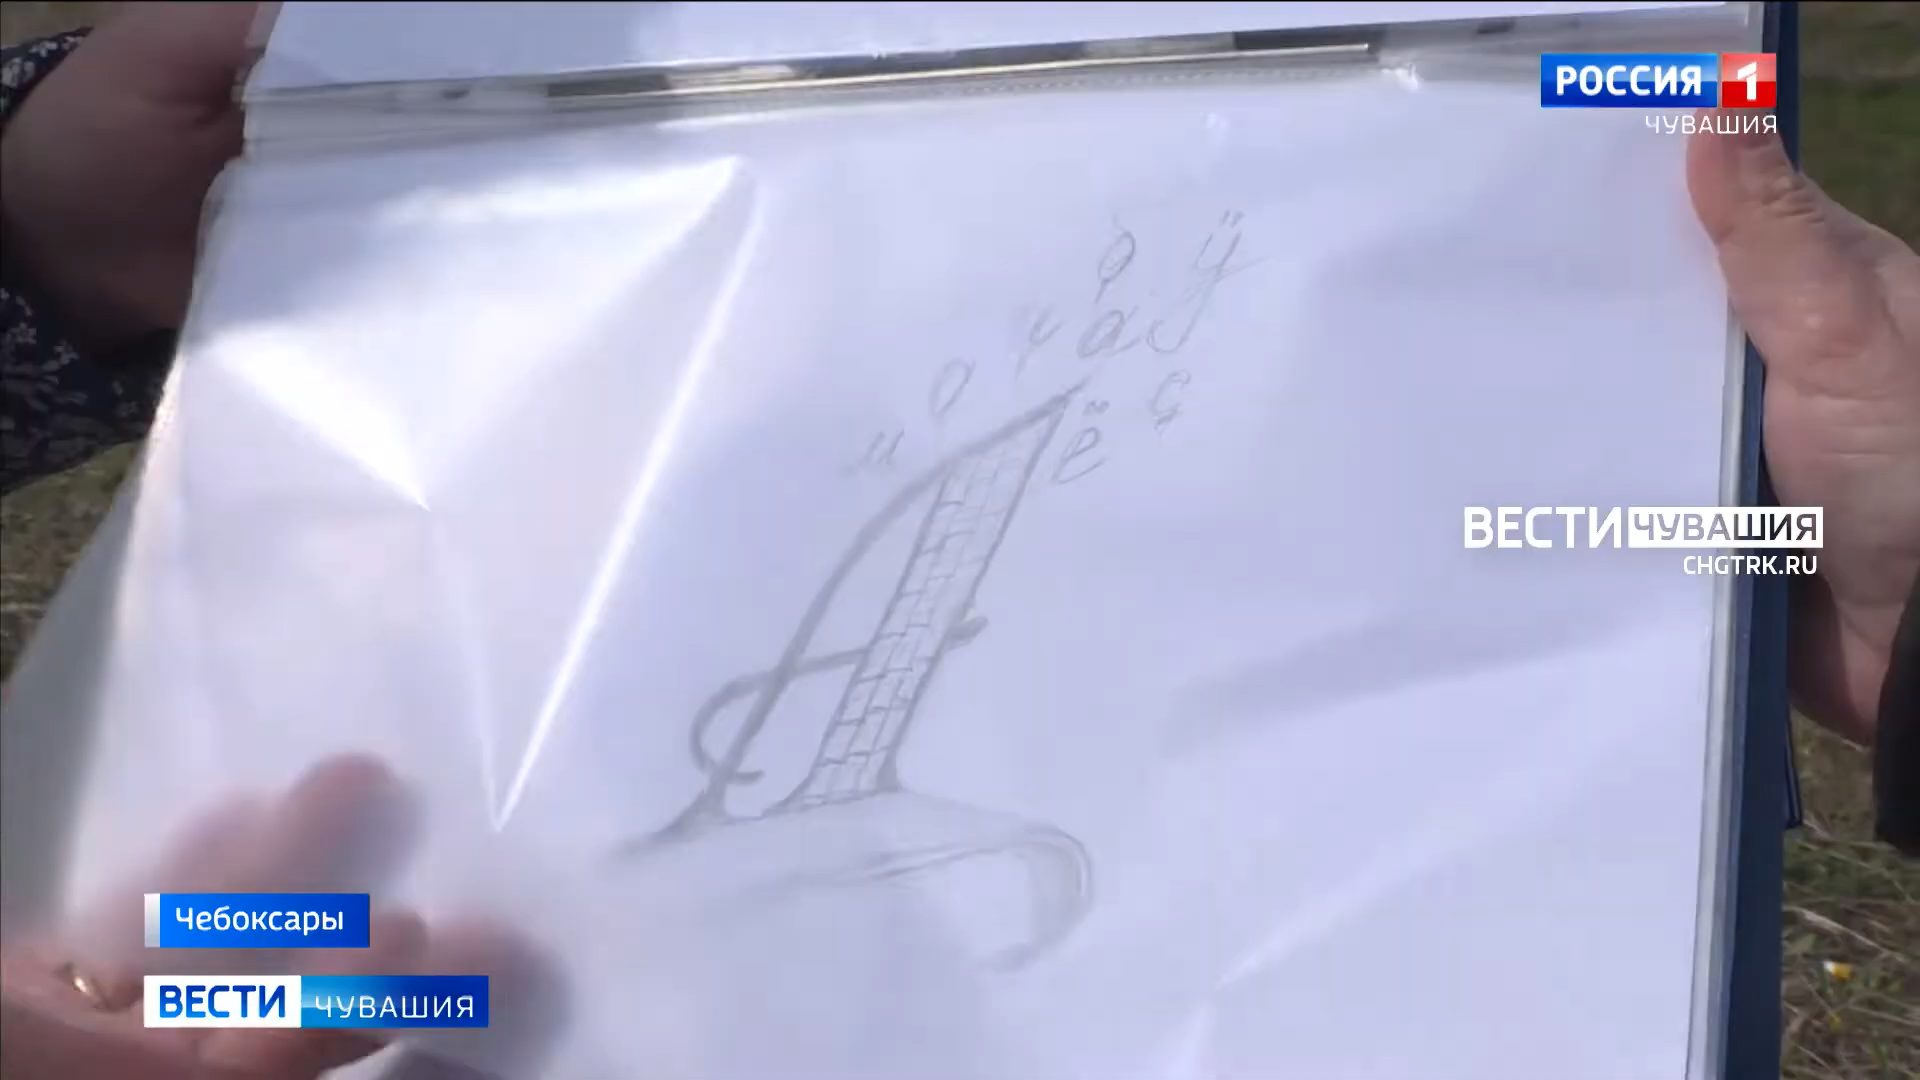 РОССИЯ 1
ЧУВАШИЯ
ӳ
а
ç
ВЕСТИ ЧУВАШИЯ
CHGTRK.RU
Чебоксары
ВЕСТИ ЧУВАШИЯ